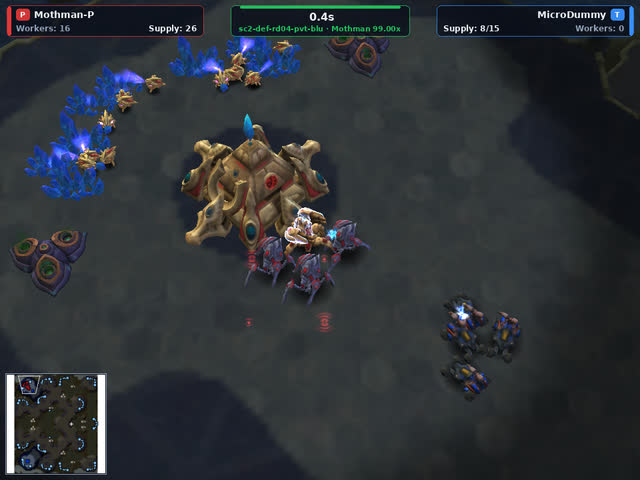 P Mothman-P
Workers: 16 Supply: 26
0.4s
sc2-def-rd04-pvt-blu · Mothman 99.00x
MicroDummy T
Supply: 8/15 Workers: 0